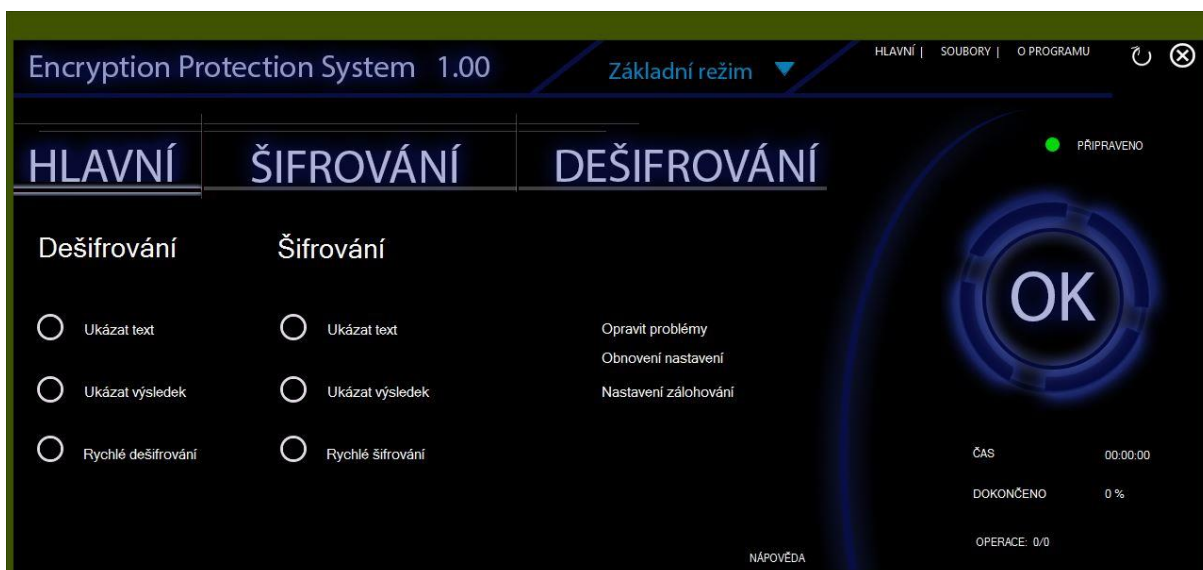 Encryption Protection System 1.00
Základní režim
HLAVNÍ | SOUBORY | O PROGRAMU
HLAVNÍ ŠIFROVÁNÍ DEŠIFROVÁNÍ
PŘIPRAVENO
Dešifrování Šifrování
OK
Ukázat text Ukázat text Opravit problémy
Obnovení nastavení
Ukázat výsledek Ukázat výsledek Nastavení zálohování
Rychlé dešifrování Rychlé šifrování
ČAS 00:00:00
DOKONČENO 0 %
OPERACE: 0/0
NÁPOVĚDA